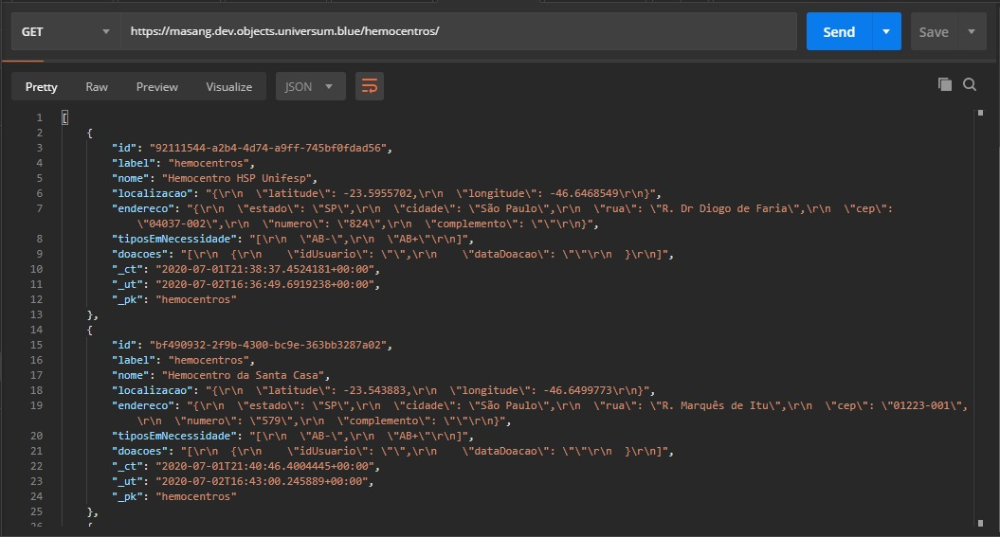 GET https://masang.dev.objects.universum.blue/hemocentros/ Send Save
Pretty Raw Preview Visualize JSON
1 [
2 {
3 "id": "92111544-a2b4-4d74-a9ff-745bf0fdad56",
4 "label": "hemocentros",
5 "nome": "Hemocentro HSP Unifesp",
6 "localizacao": "{\r\n  \"latitude\": -23.5955702,\r\n  \"longitude\": -46.6468549\r\n}",
7 "endereco": "{\r\n  \"estado\": \"SP\",\r\n  \"cidade\": \"São Paulo\",\r\n  \"rua\": \"R. Dr Diogo de Faria\",\r\n  \"cep\":
\"04037-002\",\r\n  \"numero\": \"824\",\r\n  \"complemento\": \"\"\r\n}",
8 "tiposEmNecessidade": "[\r\n  \"AB-\",\r\n  \"AB+\"\r\n]",
9 "doacoes": "[\r\n  {\r\n    \"idUsuario\": \"\",\r\n    \"dataDoacao\": \"\"\r\n  }\r\n]",
10 "_ct": "2020-07-01T21:38:37.4524181+00:00",
11 "_ut": "2020-07-02T16:36:49.6919238+00:00",
12 "_pk": "hemocentros"
13 },
14 {
15 "id": "bf490932-2f9b-4300-bc9e-363bb3287a02",
16 "label": "hemocentros",
17 "nome": "Hemocentro da Santa Casa",
18 "localizacao": "{\r\n  \"latitude\": -23.543883,\r\n  \"longitude\": -46.6499773\r\n}",
19 "endereco": "{\r\n  \"estado\": \"SP\",\r\n  \"cidade\": \"São Paulo\",\r\n  \"rua\": \"R. Marquês de Itu\",\r\n  \"cep\": \"01223-001\",
\r\n  \"numero\": \"579\",\r\n  \"complemento\": \"\"\r\n}",
20 "tiposEmNecessidade": "[\r\n  \"AB-\",\r\n  \"AB+\"\r\n]",
21 "doacoes": "[\r\n  {\r\n    \"idUsuario\": \"\",\r\n    \"dataDoacao\": \"\"\r\n  }\r\n]",
22 "_ct": "2020-07-01T21:40:46.4004445+00:00",
23 "_ut": "2020-07-02T16:43:00.245889+00:00",
24 "_pk": "hemocentros"
25 },
26 {